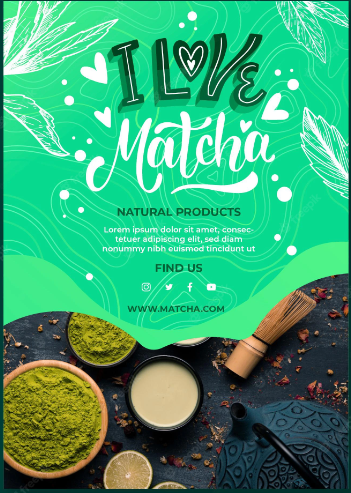 I LOVE
Matcha
NATURAL PRODUCTS
Lorem ipsum dolor sit amet, consec-
tetuer adipiscing elit, sed diam
nonummy nibh euismod tincidunt ut
FIND US
WWW.MATCHA.COM